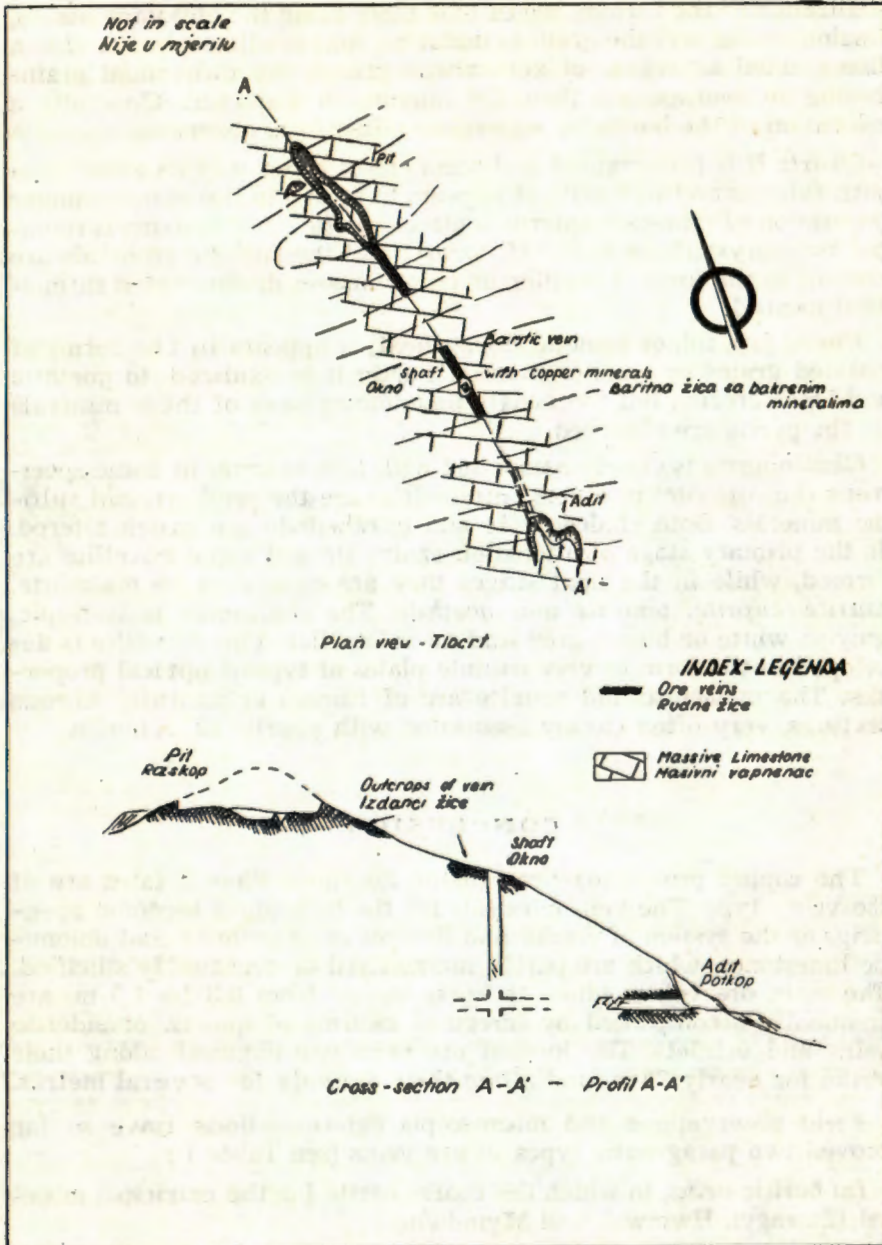 Not in scale
Nije u mjerilu
A
Pit
Baritic vein
with Copper minerals
Shaft
Okno
Baritna žica sa bakrenim
mineralima
Adit
A'
Plan view - Tlocrt
INDEX-LEGENDA
Ore veins
Rudne žice
Massive Limestone
Masivni vapnenac
Pit
Raskop
Outcrops of vein
Izdanci žice
Shaft
Okno
Adit
Potkop
Cross-section A-A' - Profil A-A'